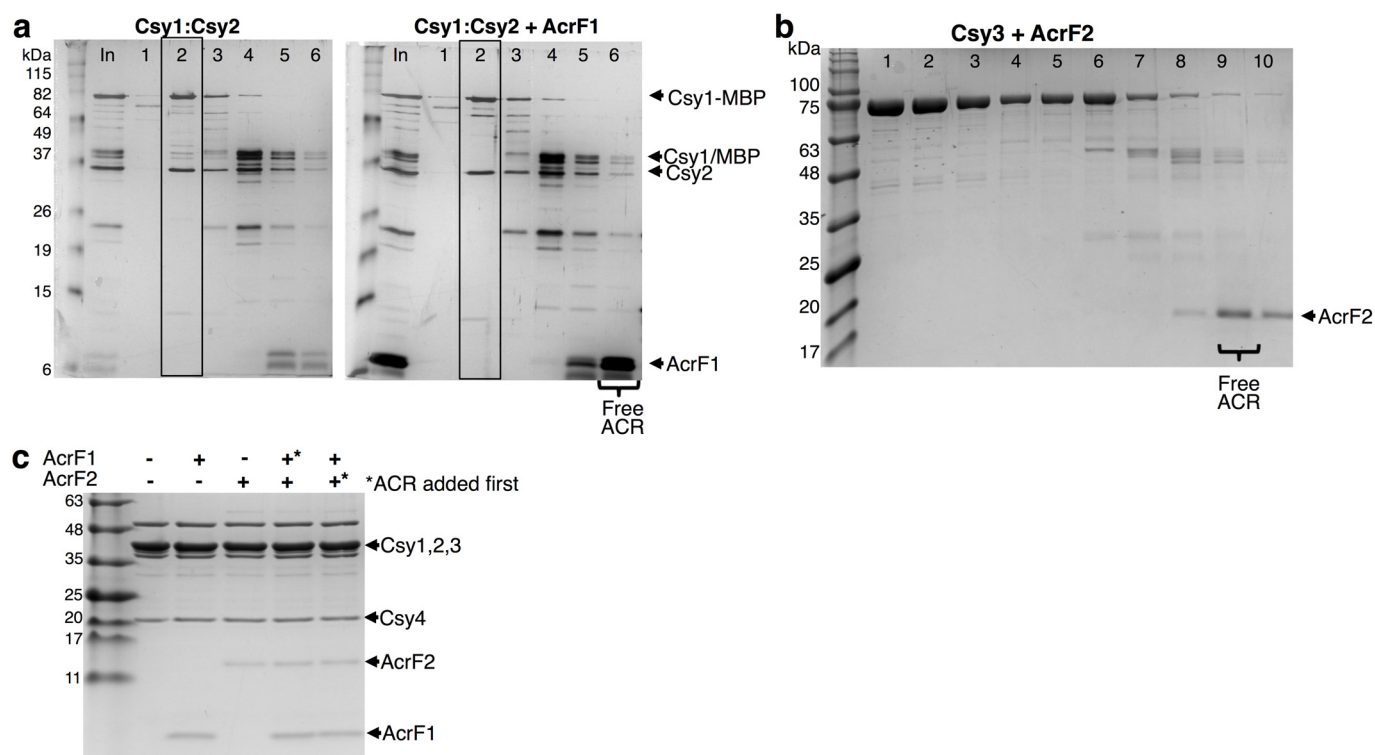 a
Csy1:Csy2
Csy1:Csy2 + AcrF1
kDa
In 1 2 3 4 5 6
In 1 2 3 4 5 6
115
82
64
49
37
26
19
15
6
Csy1-MBP
Csy1/MBP
Csy2
AcrF1
Free
ACR
b
Csy3 + AcrF2
kDa
1 2 3 4 5 6 7 8 9 10
100
75
63
48
35
25
20
17
AcrF2
Free
ACR
c
AcrF1 - + - +* +
AcrF2 - - + + +* *ACR added first
63
48
35
25
20
17
11
Csy1,2,3
Csy4
AcrF2
AcrF1